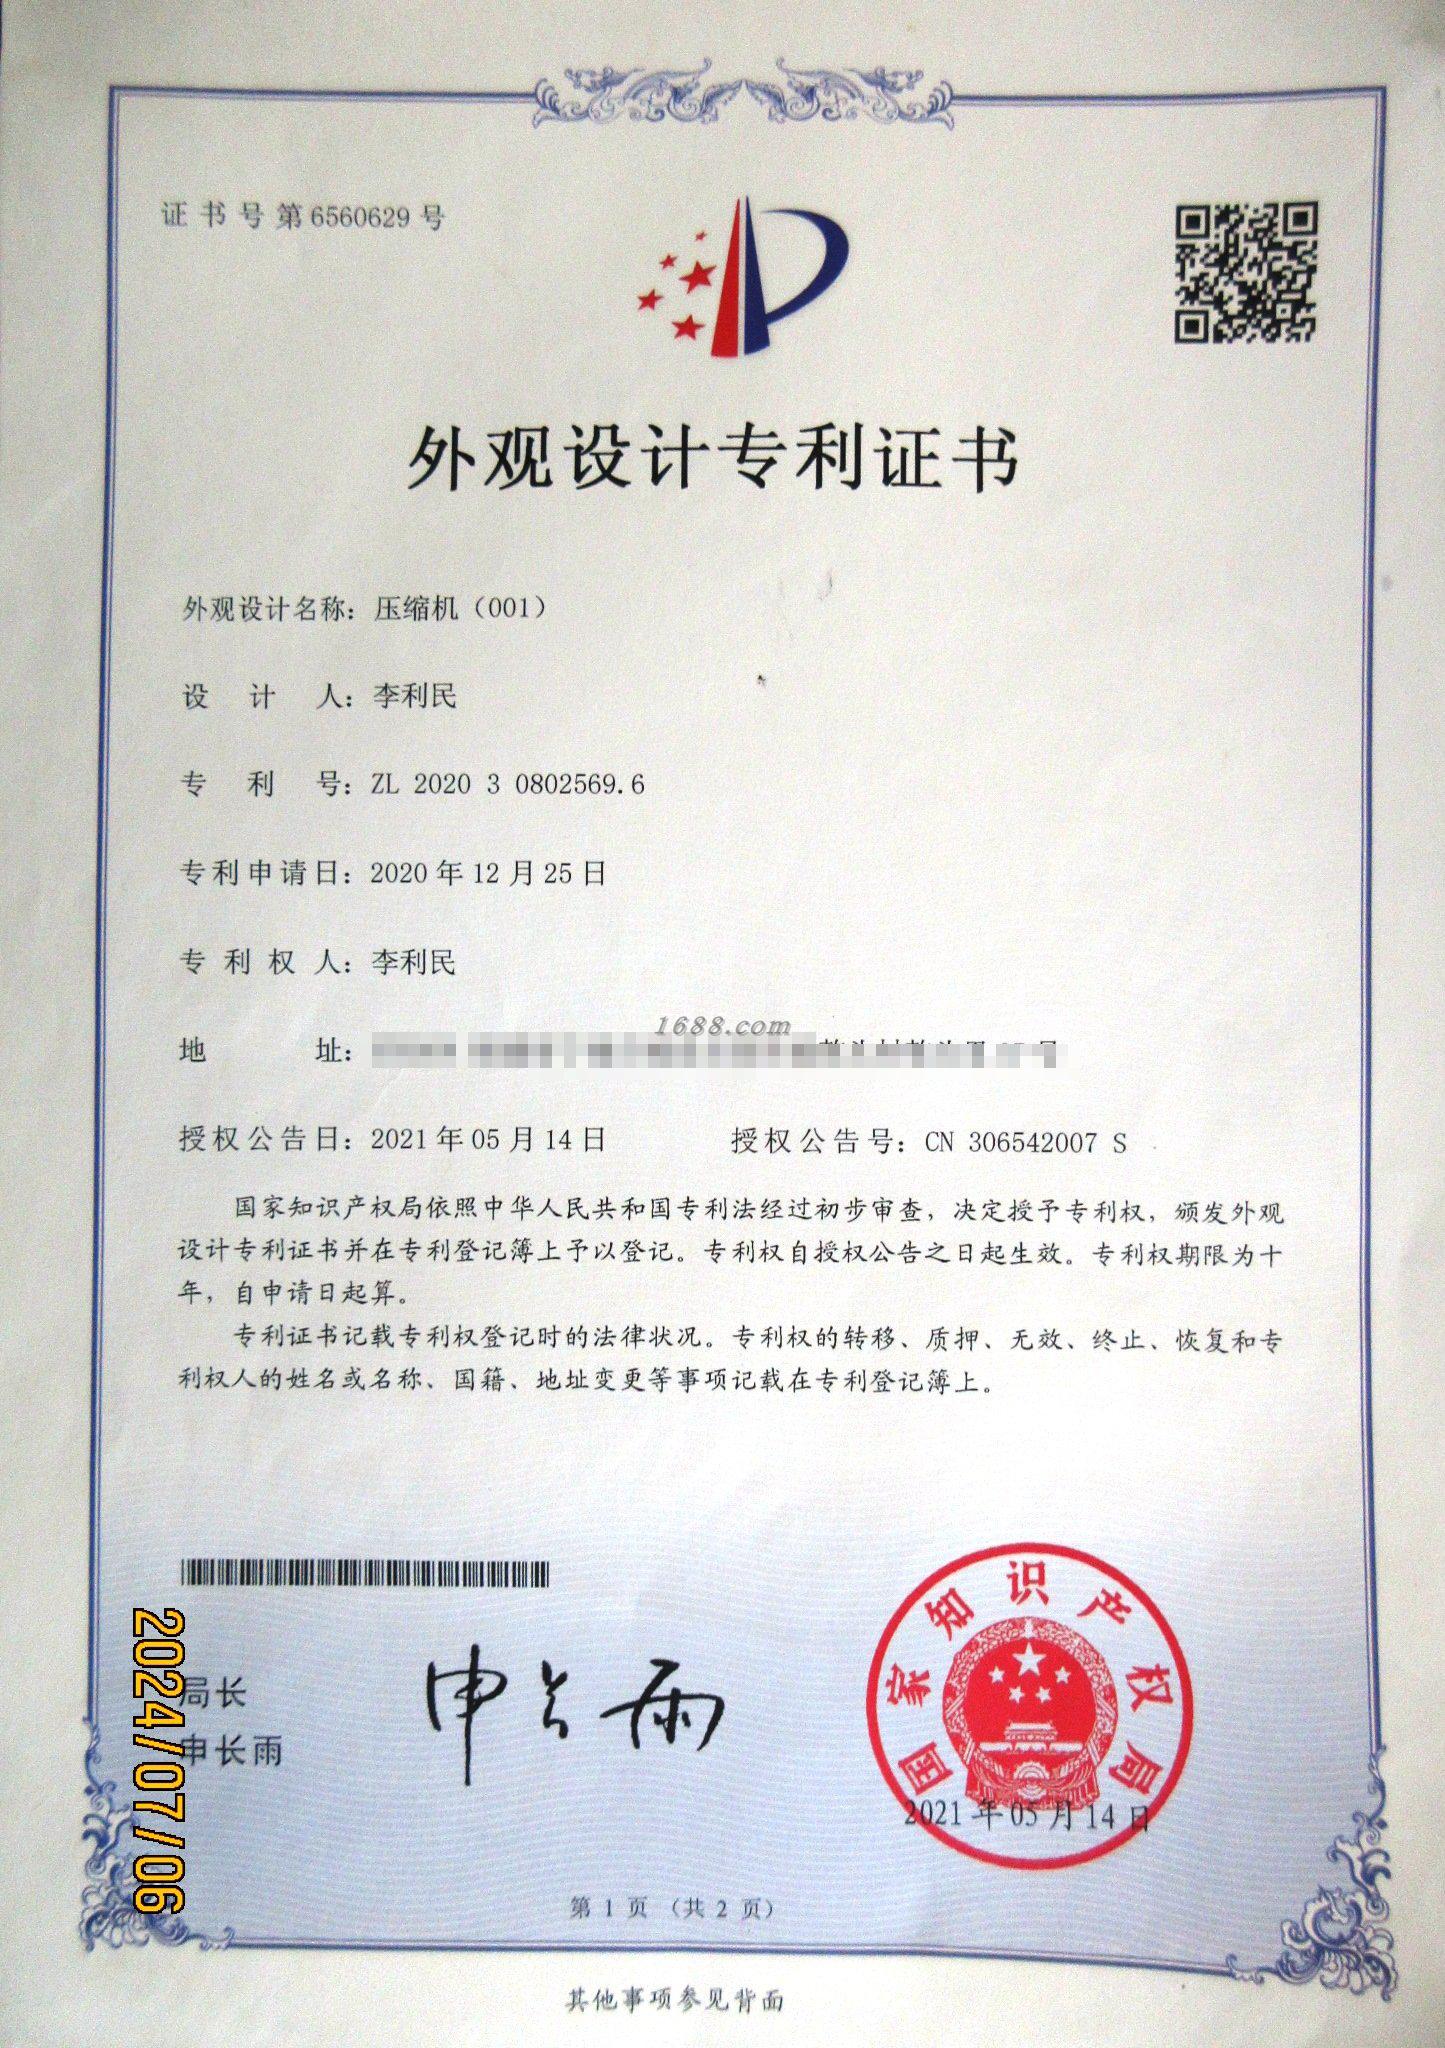 证书号第6560629号
外观设计专利证书
外观设计名称：压缩机（001）
设计人：李利民
专利号：ZL 2020 3 0802569.6
专利申请日：2020年12月25日
专利权人：李利民
1688.com
地址：
授权公告日：2021年05月14日 授权公告号：CN 306542007 S
国家知识产权局依照中华人民共和国专利法经过初步审查，决定授予专利权，颁发外观
设计专利证书并在专利登记簿上予以登记。专利权自授权公告之日起生效。专利权期限为十
年，自申请日起算。
专利证书记载专利权登记时的法律状况。专利权的转移、质押、无效、终止、恢复和专
利权人的姓名或名称、国籍、地址变更等事项记载在专利登记簿上。
局长
申长雨
申长雨
国家知识产权局
2021年05月14日
2024/07/06
第 1 页 （共 2 页）
其他事项参见背面